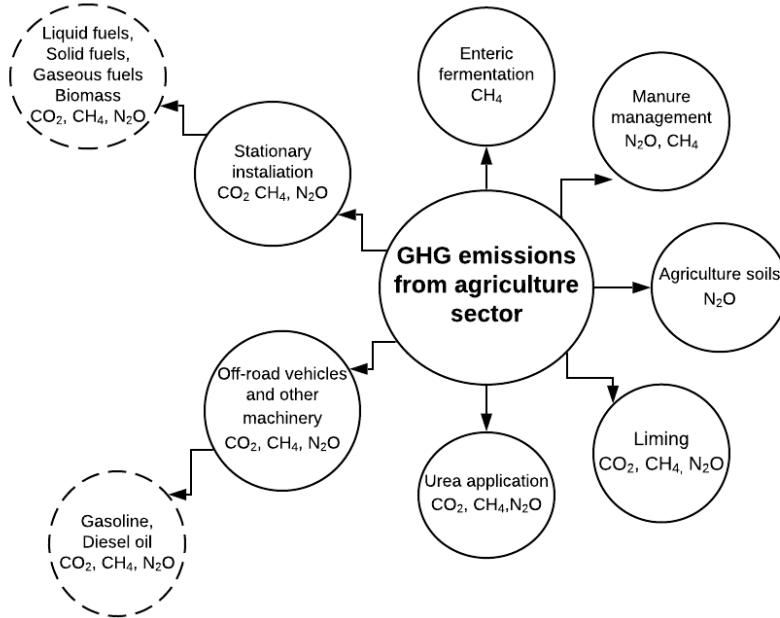 Liquid fuels,
Solid fuels,
Gaseous fuels
Biomass
CO₂, CH₄, N₂O
Stationary
instaliation
CO₂ CH₄, N₂O
Enteric
fermentation
CH₄
Manure
management
N₂O, CH₄
GHG emissions
from agriculture
sector
Agriculture soils
N₂O
Off-road vehicles
and other
machinery
CO₂, CH₄, N₂O
Urea application
CO₂, CH₄,N₂O
Liming
CO₂, CH₄, N₂O
Gasoline,
Diesel oil
CO₂, CH₄, N₂O